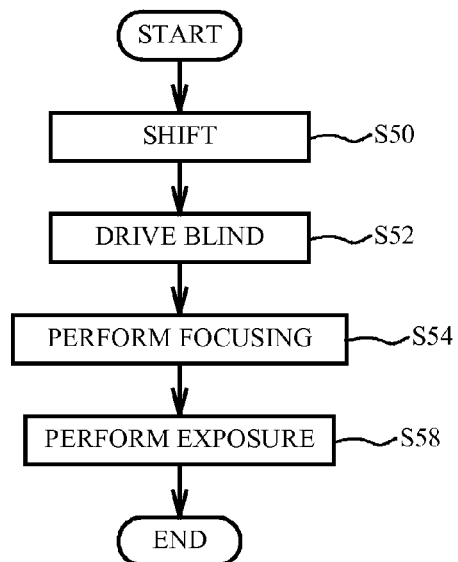 START
SHIFT
S50
DRIVE BLIND
S52
PERFORM FOCUSING
S54
PERFORM EXPOSURE
S58
END